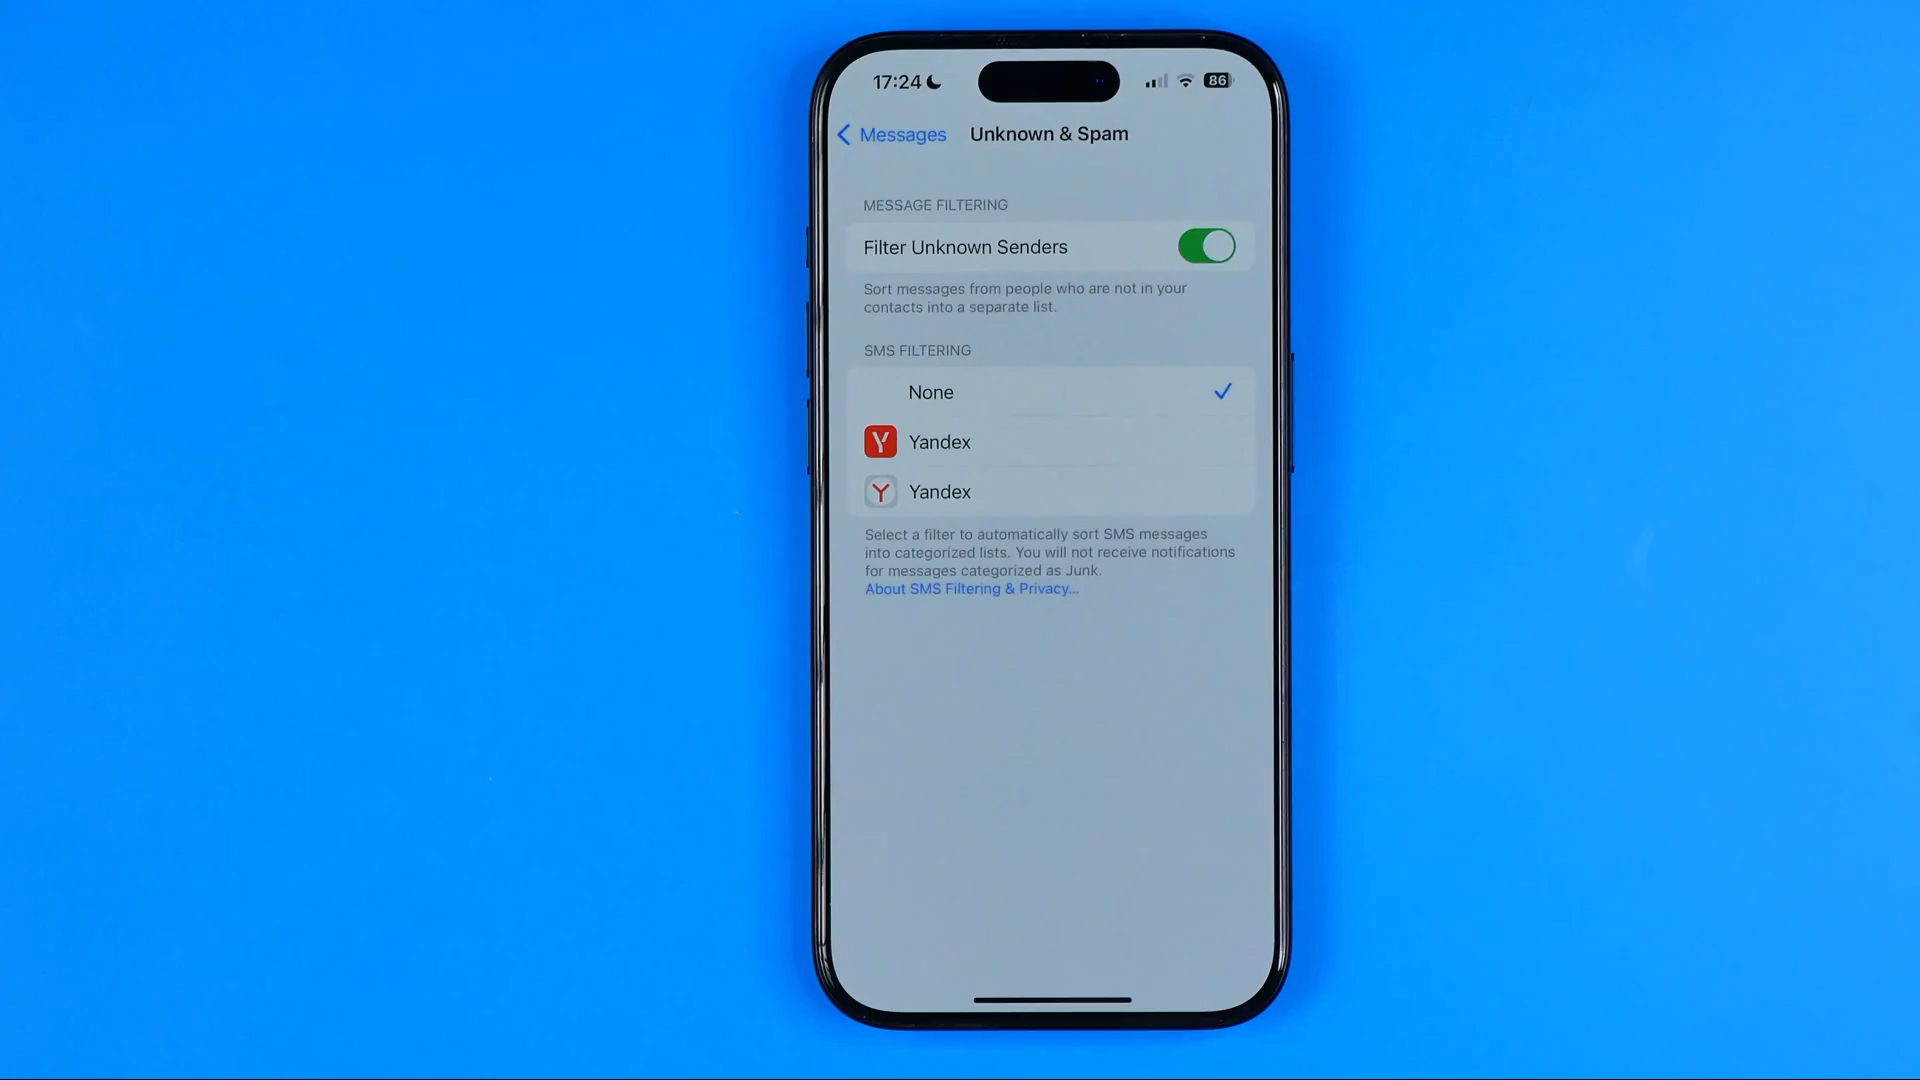 17:24
86
Messages
Unknown & Spam
MESSAGE FILTERING
Filter Unknown Senders
Sort messages from people who are not in your
contacts into a separate list.
SMS FILTERING
None
Y Yandex
Y Yandex
Select a filter to automatically sort SMS messages
into categorized lists. You will not receive notifications
for messages categorized as Junk.
About SMS Filtering & Privacy...